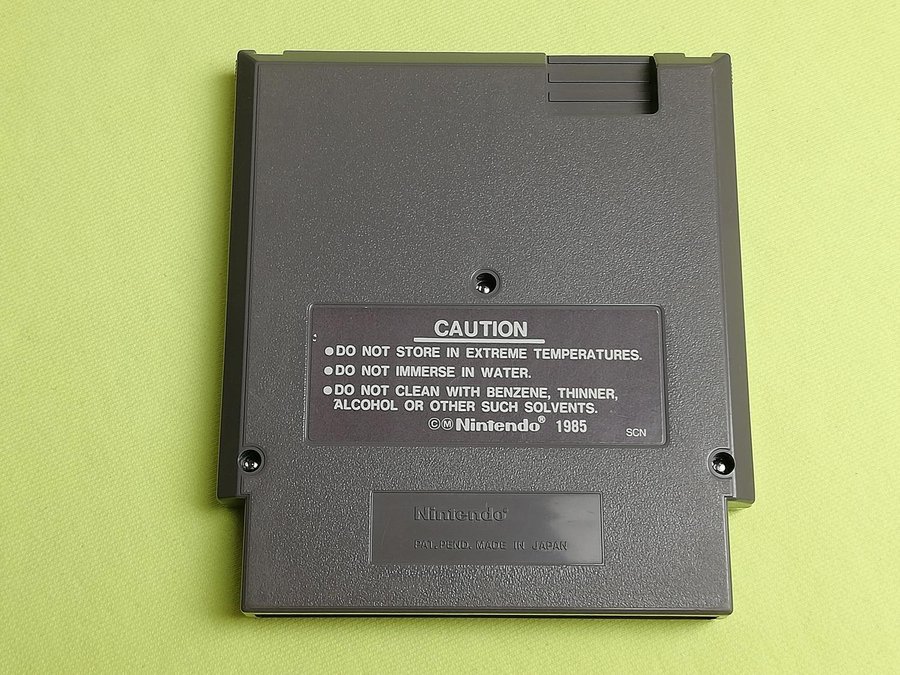 CAUTION
●DO NOT STORE IN EXTREME TEMPERATURES.
●DO NOT IMMERSE IN WATER.
●DO NOT CLEAN WITH BENZENE, THINNER,
ALCOHOL OR OTHER SUCH SOLVENTS.
©Ⓜ Nintendo® 1985
SCN
Nintendo®
PAT. PEND. MADE IN JAPAN